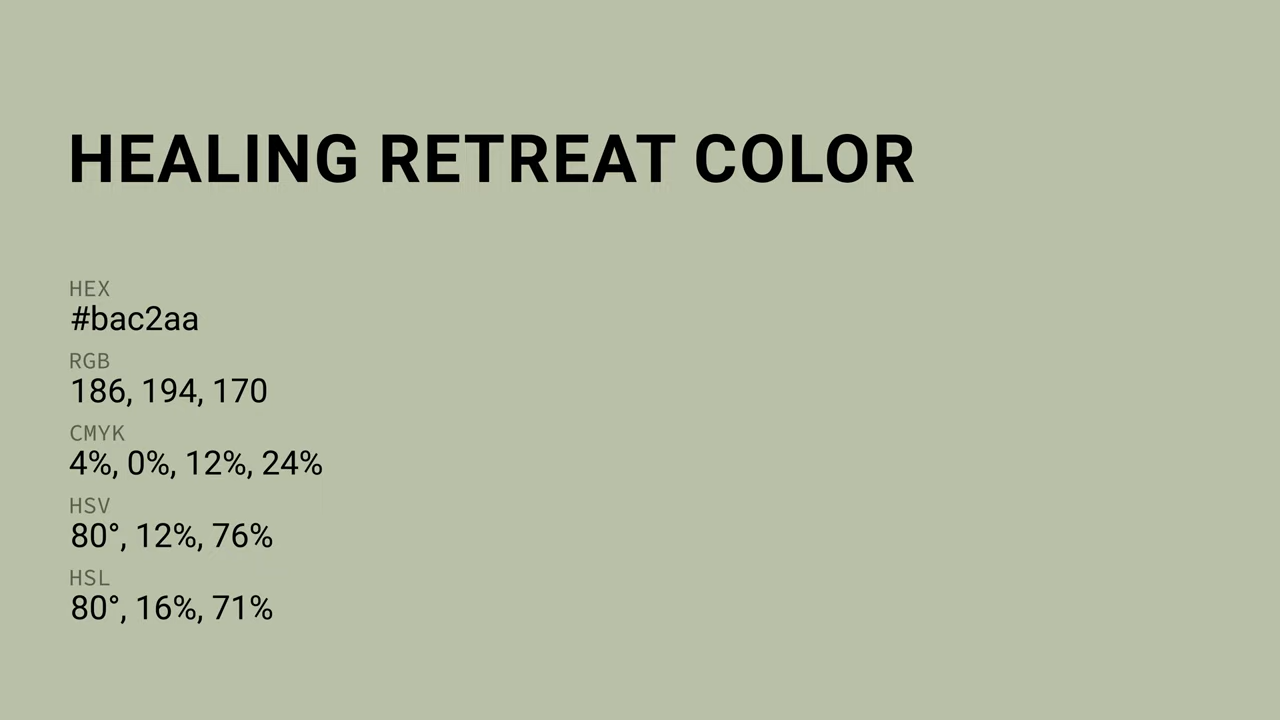 HEALING RETREAT COLOR
HEX
#bac2aa
RGB
186, 194, 170
CMYK
4%, 0%, 12%, 24%
HSV
80°, 12%, 76%
HSL
80°, 16%, 71%